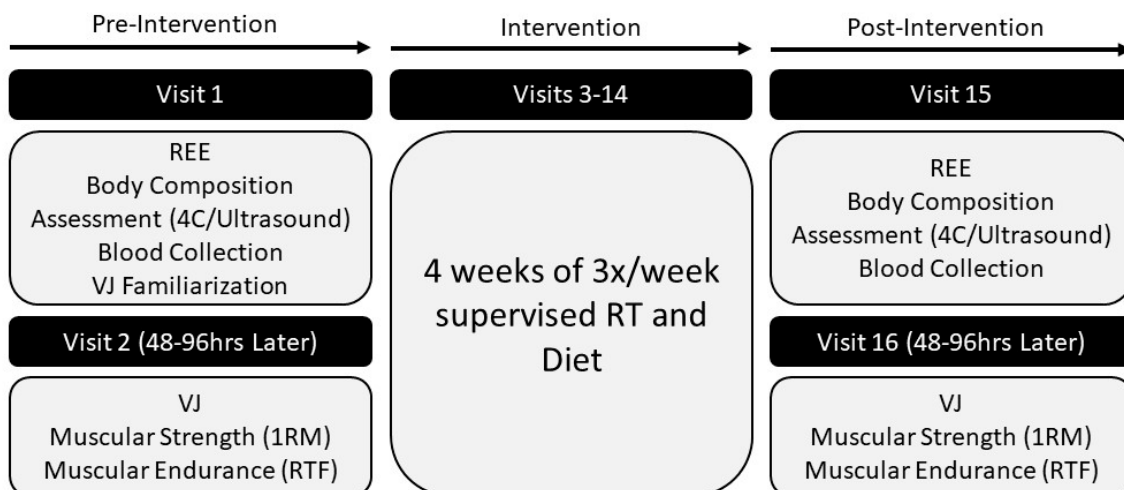 Pre-Intervention
Visit 1
REE
Body Composition
Assessment (4C/Ultrasound)
Blood Collection
VJ Familiarization
Visit 2 (48-96hrs Later)
VJ
Muscular Strength (1RM)
Muscular Endurance (RTF)
Intervention
Visits 3-14
4 weeks of 3x/week
supervised RT and
Diet
Post-Intervention
Visit 15
REE
Body Composition
Assessment (4C/Ultrasound)
Blood Collection
Visit 16 (48-96hrs Later)
VJ
Muscular Strength (1RM)
Muscular Endurance (RTF)